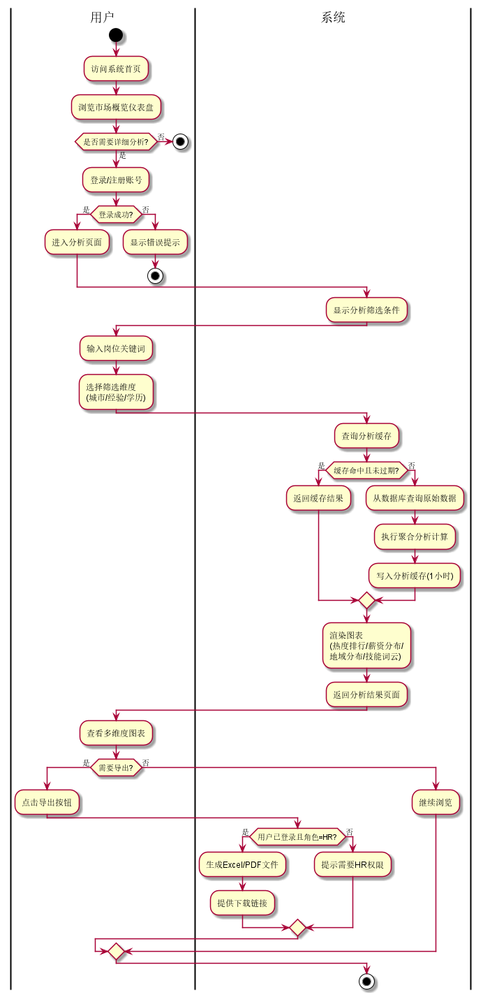 用户
系统
访问系统首页
浏览市场概览仪表盘
是否需要详细分析?
否
是
登录/注册账号
是
登录成功?
否
进入分析页面
显示错误提示
显示分析筛选条件
输入岗位关键词
选择筛选维度
(城市/经验/学历)
查询分析缓存
是
缓存命中且未过期?
否
返回缓存结果
从数据库查询原始数据
执行聚合分析计算
写入分析缓存(1小时)
渲染图表
(热度排行/薪资分布/
地域分布/技能词云)
返回分析结果页面
查看多维度图表
是
需要导出?
否
点击导出按钮
继续浏览
是
用户已登录且角色=HR?
否
生成Excel/PDF文件
提示需要HR权限
提供下载链接